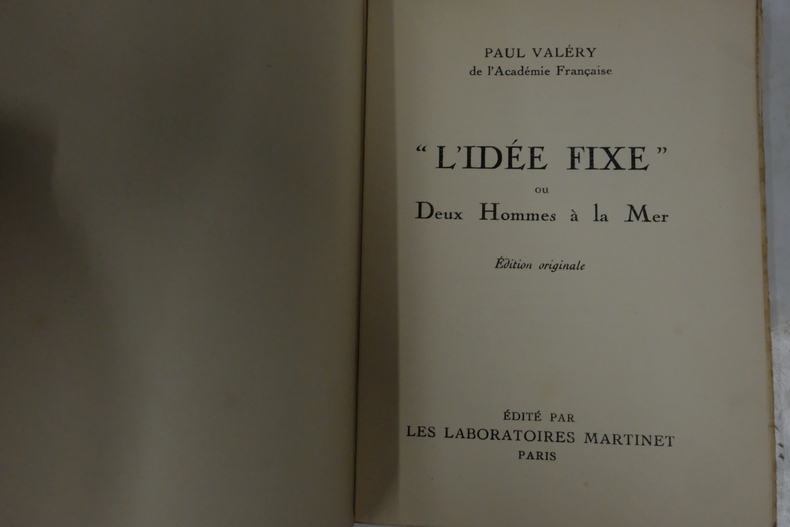 PAUL VALÉRY
de l'Académie Française
“ L'IDÉE FIXE ”
ou
Deux Hommes à la Mer
Édition originale
ÉDITÉ PAR
LES LABORATOIRES MARTINET
PARIS